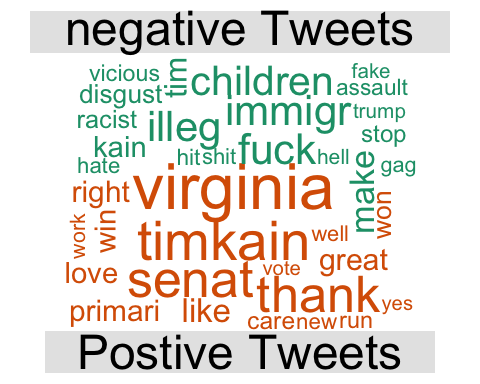 negative Tweets
vicious tim children fake
disgust immigr assault
racist illeg trump
kain fuck stop
hate hit shit hell make gag
right virginia won
work win timkain well
love senat vote great
primari like thank yes
care new run
Postive Tweets